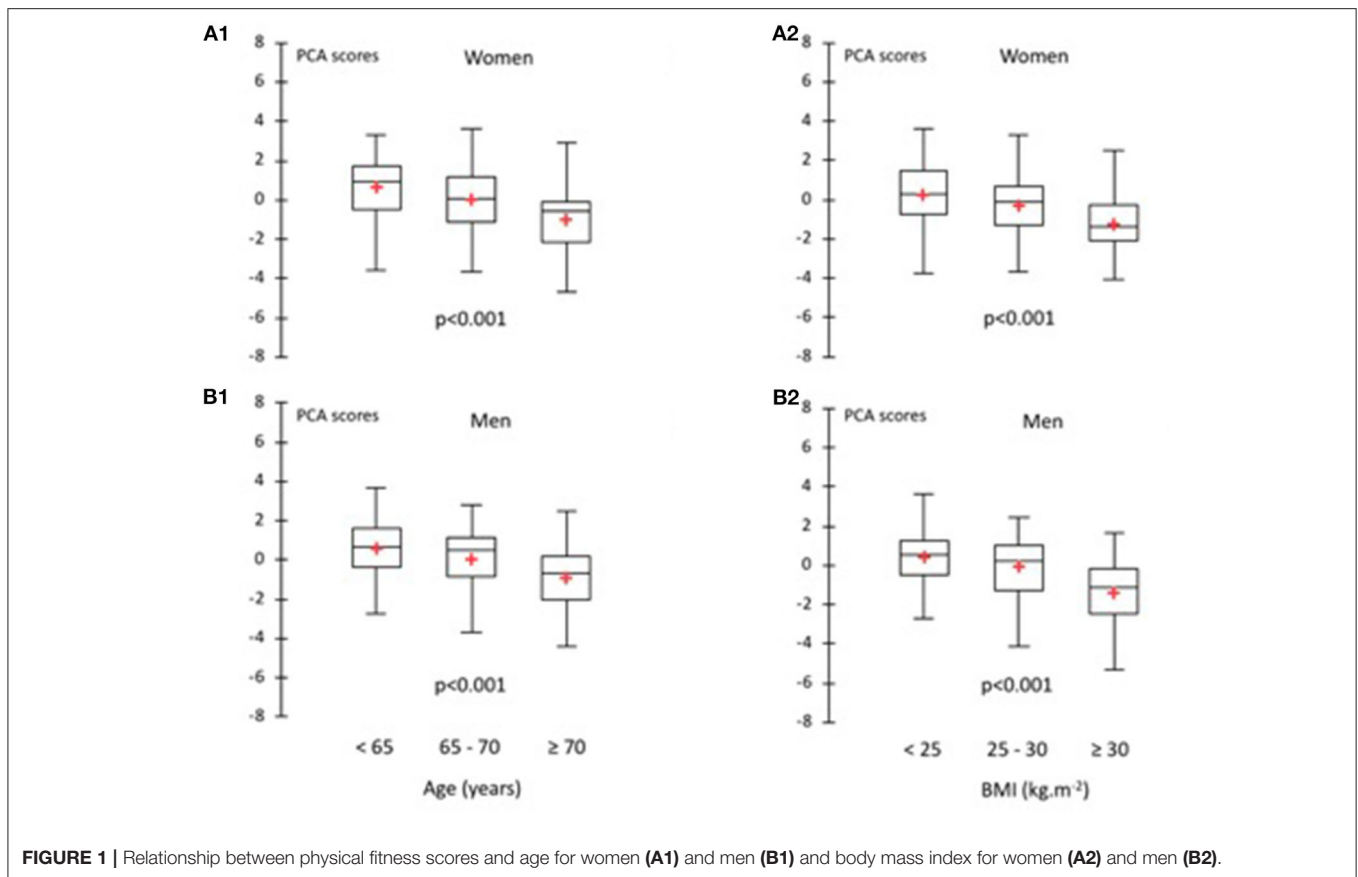 A1
8
6
4
2
0
-2
-4
-6
-8
PCA scores
Women
p<0.001
A2
8
6
4
2
0
-2
-4
-6
-8
PCA scores
Women
p<0.001
B1
8
6
4
2
0
-2
-4
-6
-8
PCA scores
Men
p<0.001
< 65 65 - 70 ≥ 70
Age (years)
B2
8
6
4
2
0
-2
-4
-6
-8
PCA scores
Men
p<0.001
< 25 25 - 30 ≥ 30
BMI (kg.m⁻²)
FIGURE 1 | Relationship between physical fitness scores and age for women (A1) and men (B1) and body mass index for women (A2) and men (B2).